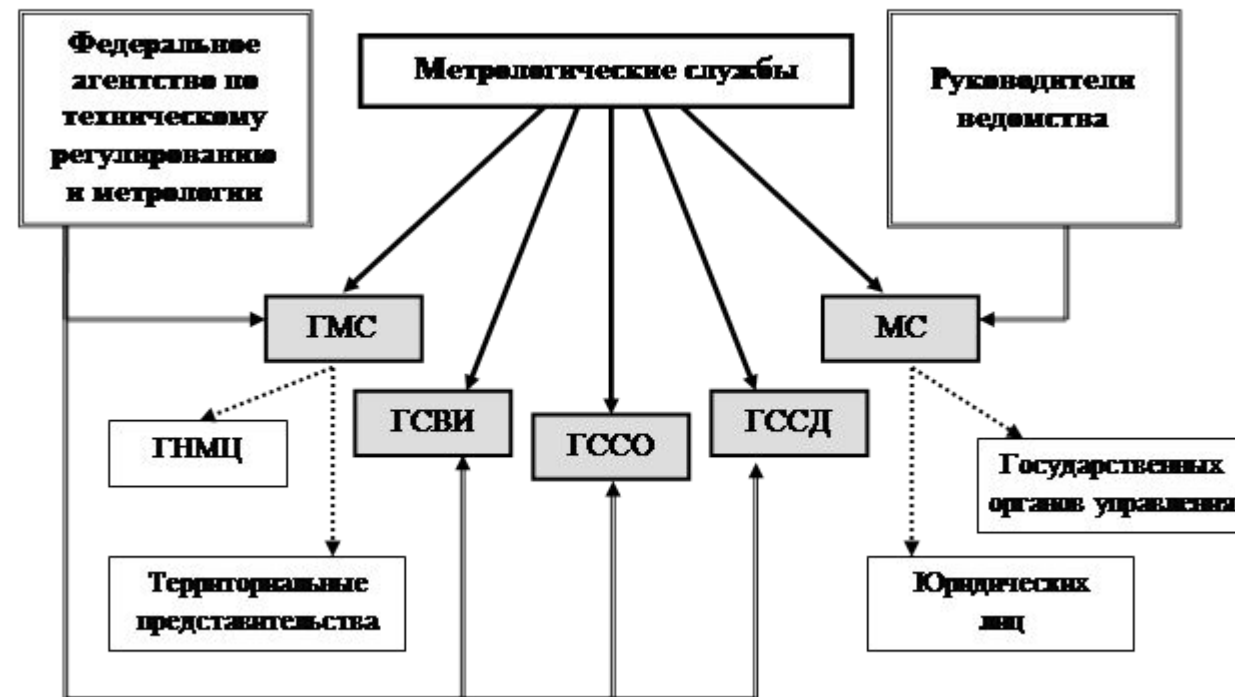 Федеральное
агентство по
техническому
регулированию
и метрологии
Метрологические службы
Руководители
ведомства
ГМС
МС
ГСВИ
ГССО
ГССД
ГНМЦ
Государственных
органов управления
Территориальные
представительства
Юридических
лиц